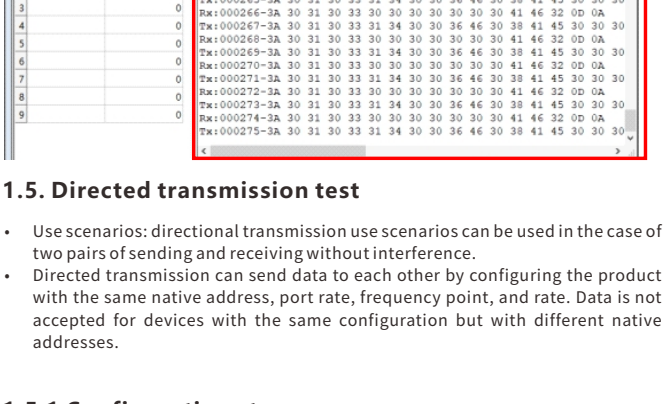 3 0
4 0
5 0
6 0
7 0
8 0
9 0
Rx:000266-3A 30 31 30 33 30 30 30 30 30 30 41 46 32 0D 0A
Tx:000267-3A 30 31 30 33 31 34 30 30 36 46 30 38 41 45 30 30 30
Rx:000268-3A 30 31 30 33 30 30 30 30 30 30 41 46 32 0D 0A
Tx:000269-3A 30 31 30 33 31 34 30 30 36 46 30 38 41 45 30 30 30
Rx:000270-3A 30 31 30 33 30 30 30 30 30 30 41 46 32 0D 0A
Tx:000271-3A 30 31 30 33 31 34 30 30 36 46 30 38 41 45 30 30 30
Rx:000272-3A 30 31 30 33 30 30 30 30 30 30 41 46 32 0D 0A
Tx:000273-3A 30 31 30 33 31 34 30 30 36 46 30 38 41 45 30 30 30
Rx:000274-3A 30 31 30 33 30 30 30 30 30 30 41 46 32 0D 0A
Tx:000275-3A 30 31 30 33 31 34 30 30 36 46 30 38 41 45 30 30 30
1.5. Directed transmission test
• Use scenarios: directional transmission use scenarios can be used in the case of
two pairs of sending and receiving without interference.
• Directed transmission can send data to each other by configuring the product
with the same native address, port rate, frequency point, and rate. Data is not
accepted for devices with the same configuration but with different native
addresses.